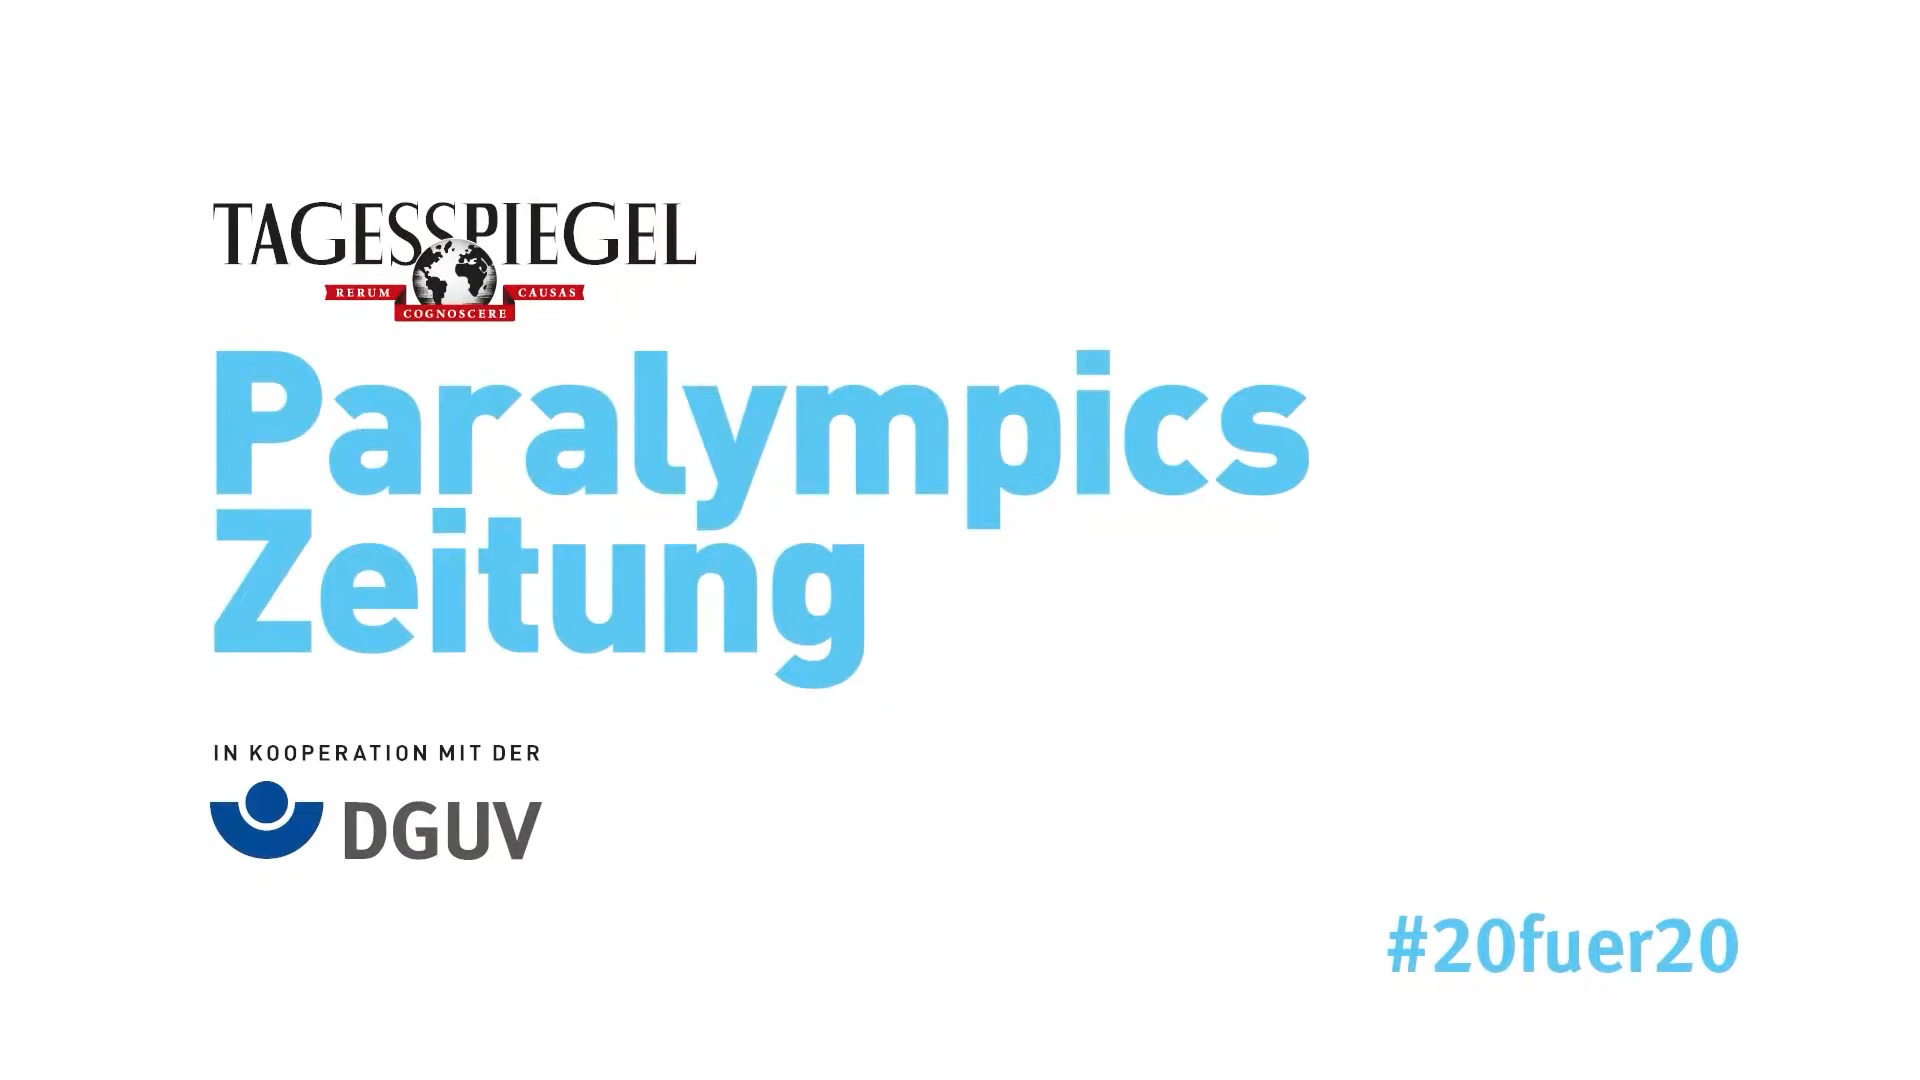 TAGESSPIEGEL
RERUM COGNOSCERE CAUSAS
Paralympics
Zeitung
IN KOOPERATION MIT DER
DGUV
#20fuer20